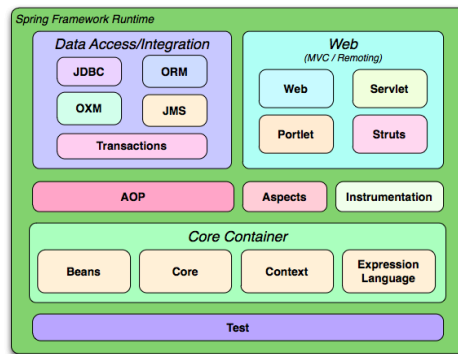 Spring Framework Runtime
Data Access/Integration
JDBC
ORM
OXM
JMS
Transactions
Web
(MVC / Remoting)
Web
Servlet
Portlet
Struts
AOP
Aspects
Instrumentation
Core Container
Beans
Core
Context
Expression
Language
Test